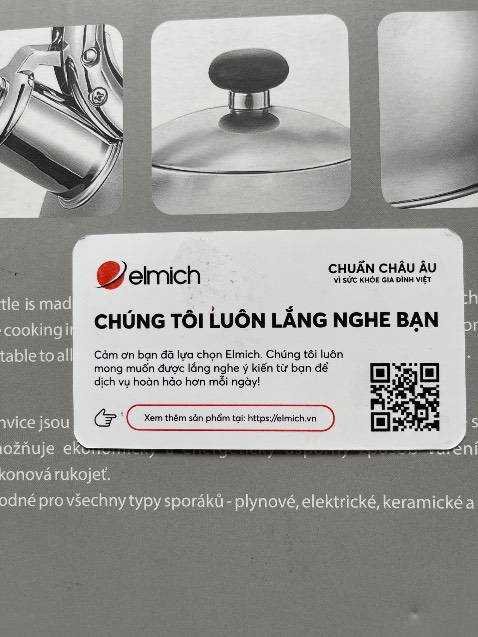 elmich
CHUẨN CHÂU ÂU
VÌ SỨC KHỎE GIA ĐÌNH VIỆT
CHÚNG TÔI LUÔN LẮNG NGHE BẠN
Cảm ơn bạn đã lựa chọn Elmich. Chúng tôi luôn
mong muốn được lắng nghe ý kiến từ bạn để
dịch vụ hoàn hảo hơn mỗi ngày!
Xem thêm sản phẩm tại: https://elmich.vn
ttle is mad
cooking in
table to all
nvice jsou
konová rukojeť.
odné pro všechny typy sporáků - plynové, elektrické, keramické a